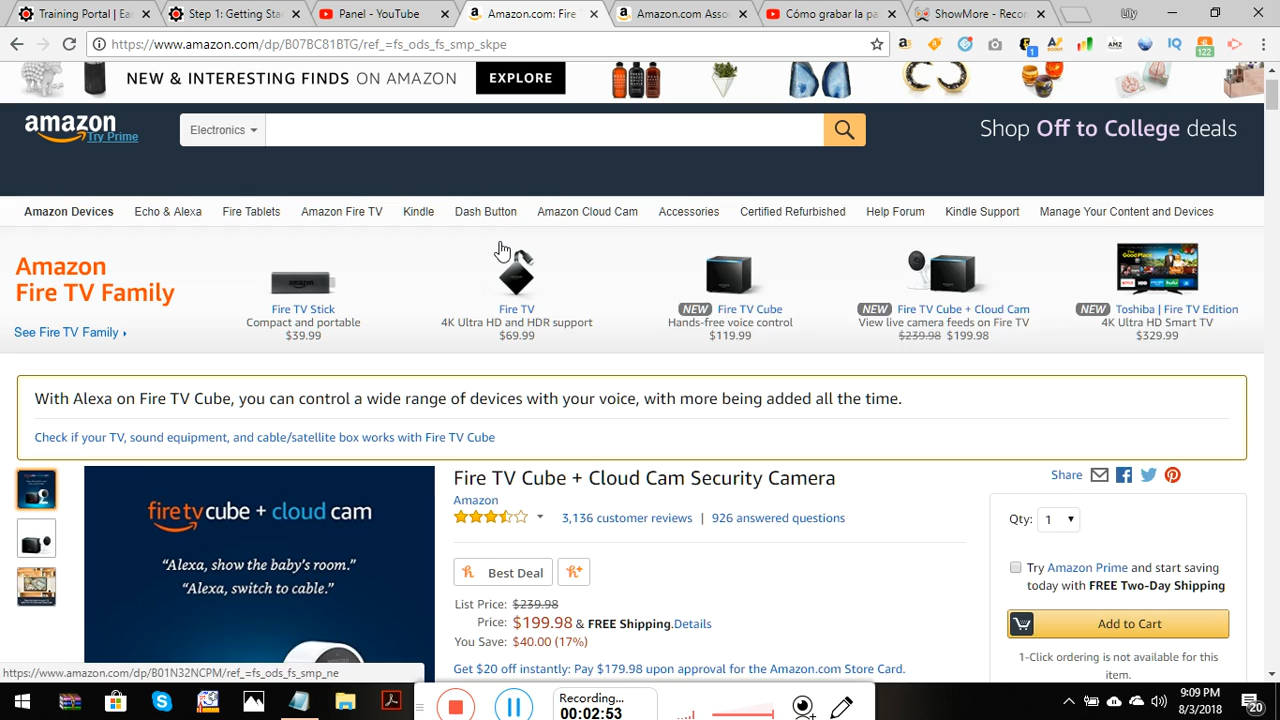 Training Portal | Ea
Step 1: Getting Sta
Panel - YouTube
Amazon.com: Fire
Amazon.com Asso
Cómo grabar la pa
ShowMore - Recor
Lily
https://www.amazon.com/dp/B07BC81BTG/ref_=fs_ods_fs_smp_skpe
NEW & INTERESTING FINDS ON AMAZON
EXPLORE
amazon
Try Prime
Electronics
Shop Off to College deals
Amazon Devices
Echo & Alexa
Fire Tablets
Amazon Fire TV
Kindle
Dash Button
Amazon Cloud Cam
Accessories
Certified Refurbished
Help Forum
Kindle Support
Manage Your Content and Devices
Amazon
Fire TV Family
See Fire TV Family
Fire TV Stick
Compact and portable
$39.99
Fire TV
4K Ultra HD and HDR support
$69.99
NEW Fire TV Cube
Hands-free voice control
$119.99
NEW Fire TV Cube + Cloud Cam
View live camera feeds on Fire TV
$239.98 $199.98
NEW Toshiba | Fire TV Edition
4K Ultra HD Smart TV
$329.99
With Alexa on Fire TV Cube, you can control a wide range of devices with your voice, with more being added all the time.
Check if your TV, sound equipment, and cable/satellite box works with Fire TV Cube
fire tv cube + cloud cam
“Alexa, show the baby's room.”
“Alexa, switch to cable.”
Fire TV Cube + Cloud Cam Security Camera
Amazon
3,136 customer reviews | 926 answered questions
Best Deal
List Price: $239.98
Price: $199.98 & FREE Shipping. Details
You Save: $40.00 (17%)
Get $20 off instantly: Pay $179.98 upon approval for the Amazon.com Store Card.
Share
Qty: 1
Try Amazon Prime and start saving
today with FREE Two-Day Shipping
Add to Cart
1-Click ordering is not available for this
item.
https://www.amazon.com/dp/B01N32NCPM/ref_=fs_ods_fs_smp_ne
Recording...
00:02:53
9:09 PM
8/3/2018
20